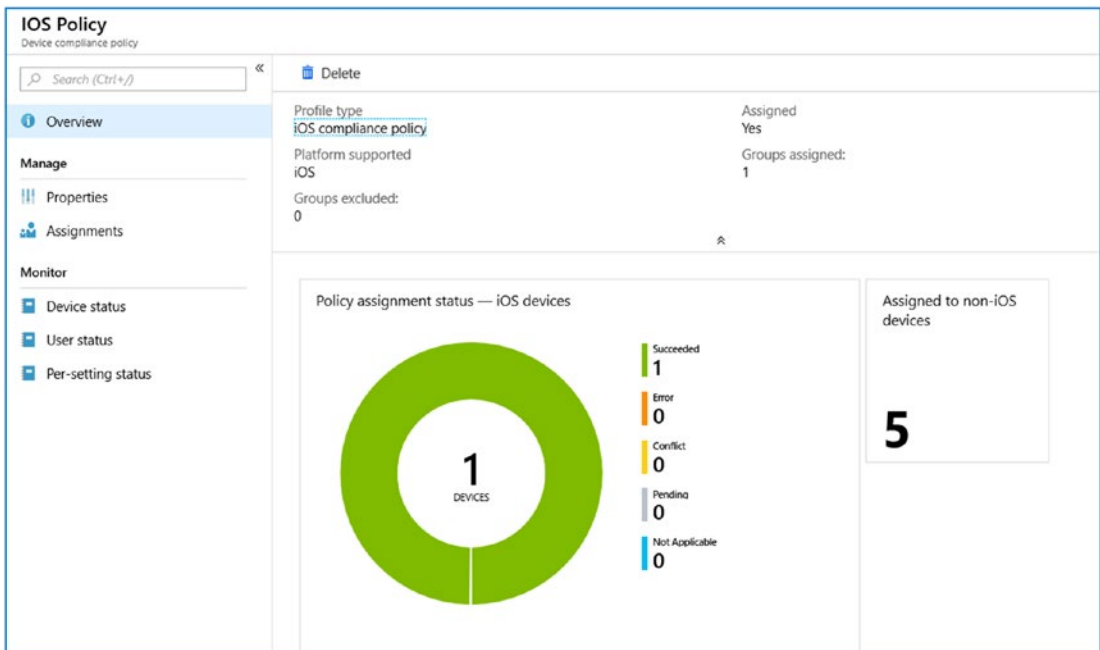 IOS Policy
Device compliance policy
Search (Ctrl+/)
«
Overview
Manage
Properties
Assignments
Monitor
Device status
User status
Per-setting status
Delete
Profile type
iOS compliance policy
Platform supported
iOS
Groups excluded:
0
Assigned
Yes
Groups assigned:
1
Policy assignment status — iOS devices
1
DEVICES
Succeeded
1
Error
0
Conflict
0
Pending
0
Not Applicable
0
Assigned to non-iOS
devices
5